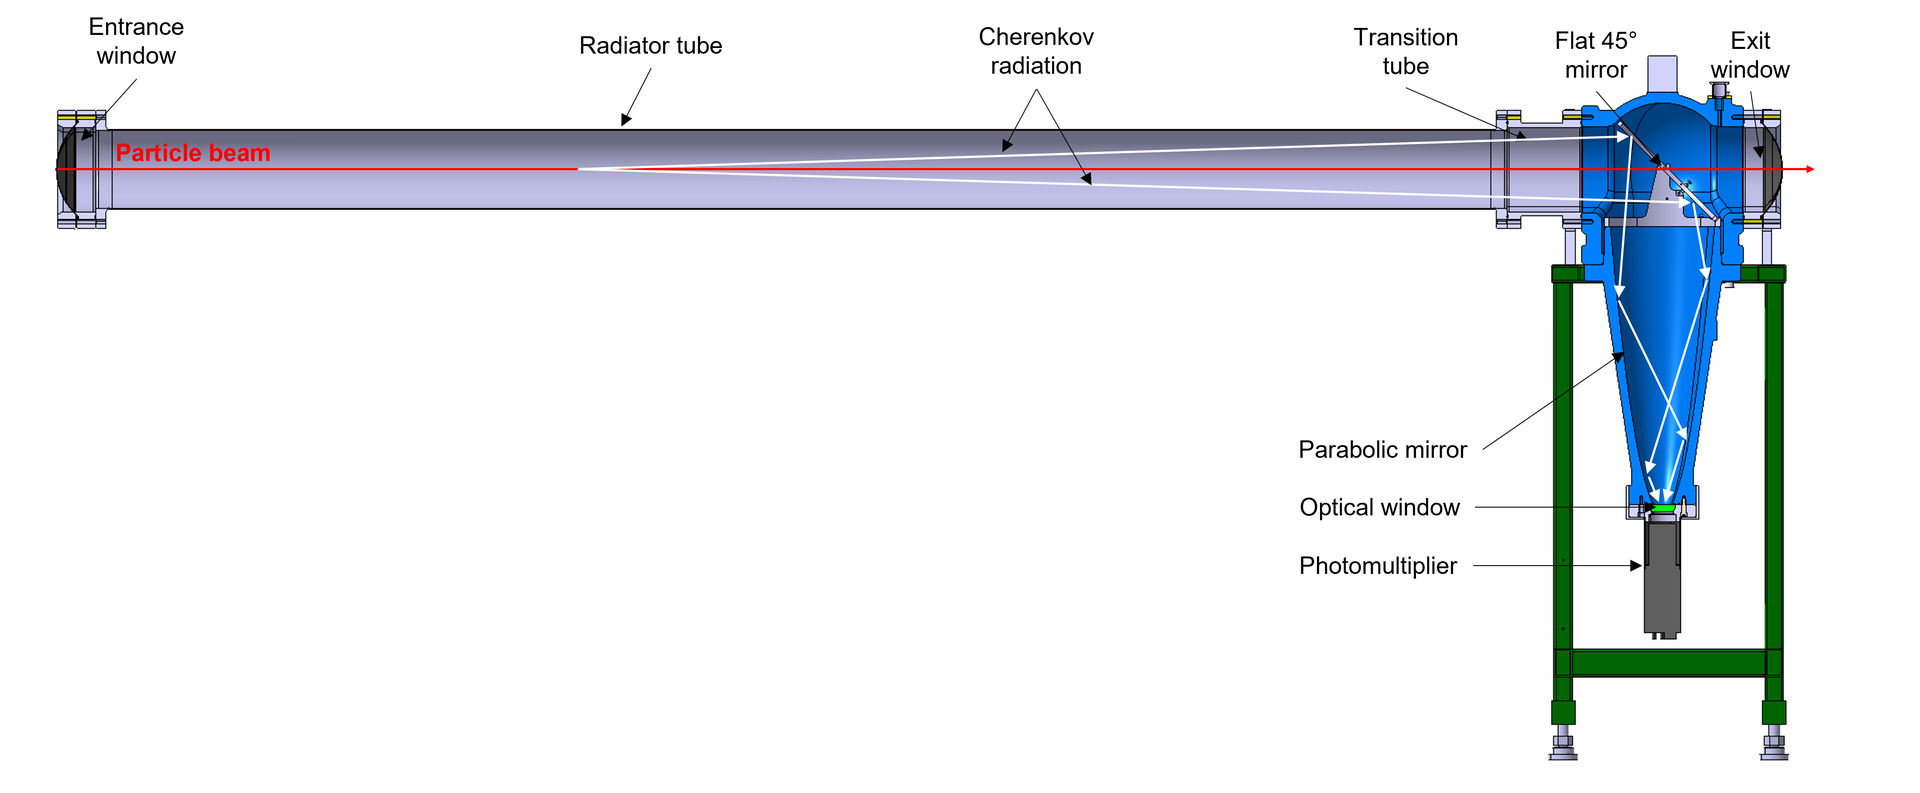 Entrance
window
Radiator tube
Cherenkov
radiation
Transition
tube
Flat 45°
mirror
Exit
window
Particle beam
Parabolic mirror
Optical window
Photomultiplier